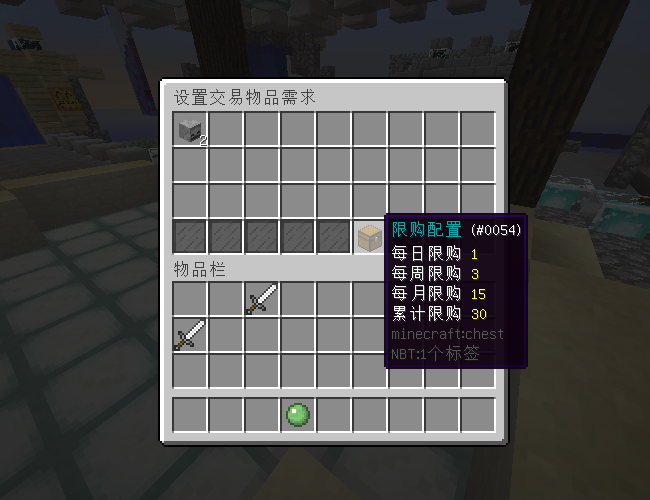 设置交易物品需求
2
限购配置 (#0054)
每日限购 1
每周限购 3
每月限购 15
累计限购 30
minecraft:chest
NBT:1个标签
物品栏